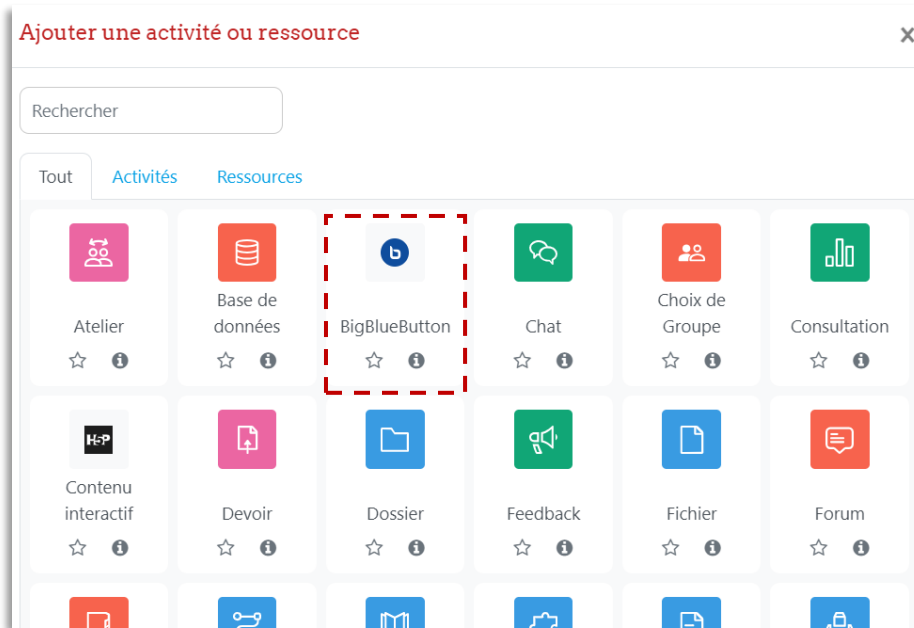 Ajouter une activité ou ressource
Rechercher
Tout Activités Ressources
Atelier
Base de
données
BigBlueButton
Chat
Choix de
Groupe
Consultation
H5P
Contenu
interactif
Devoir
Dossier
Feedback
Fichier
Forum